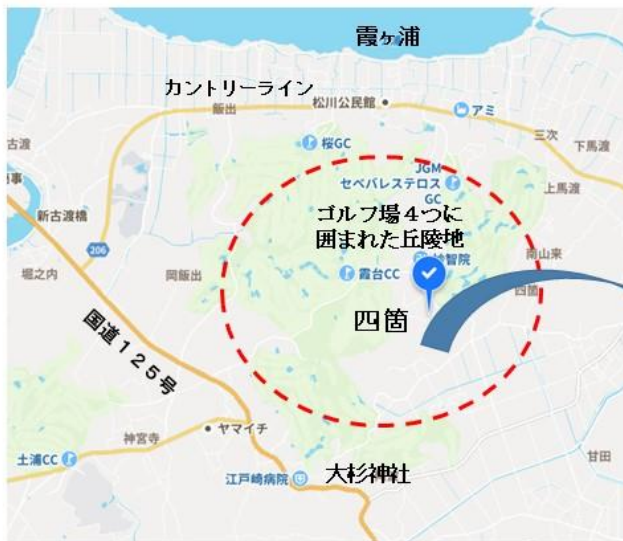 霞ヶ浦
カントリーライン
飯出
松川公民館
アミ
古渡
桜GC
三次
下馬渡
JGM
セベバレステロス
GC
上馬渡
ゴルフ場４つに
囲まれた丘陵地
新古渡橋
206
堀之内
岡飯出
霞台CC
南山来
四箇
四箇
国道１２５号
ヤマイチ
神宮寺
土浦CC
江戸崎病院
大杉神社
甘田